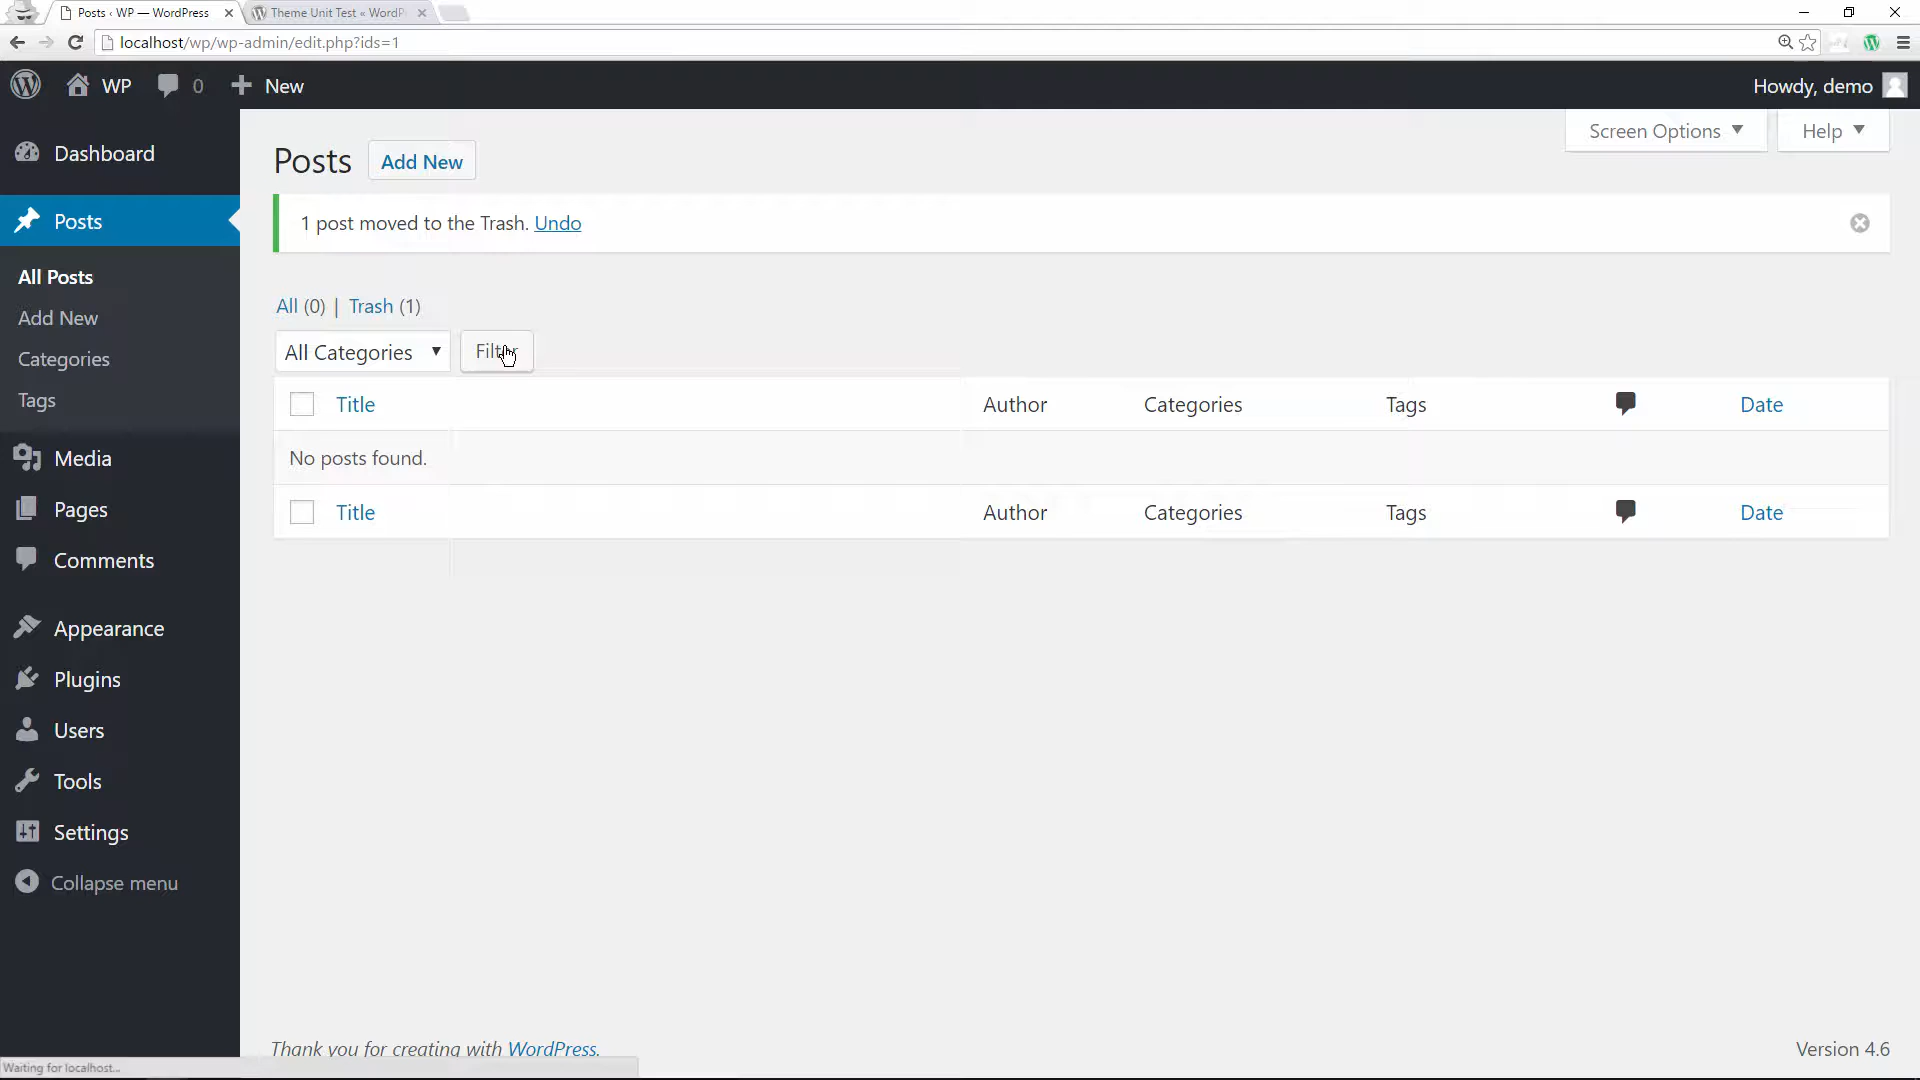 Posts ‹ WP — WordPress
Theme Unit Test « WordP
localhost/wp/wp-admin/edit.php?ids=1
WP 0 New
Howdy, demo
Screen Options Help
Dashboard
Posts
All Posts
Add New
Categories
Tags
Media
Pages
Comments
Appearance
Plugins
Users
Tools
Settings
Collapse menu
Posts Add New
1 post moved to the Trash. Undo
All (0) | Trash (1)
All Categories Filter
Title Author Categories Tags Date
No posts found.
Title Author Categories Tags Date
Thank you for creating with WordPress.
Version 4.6
Waiting for localhost...